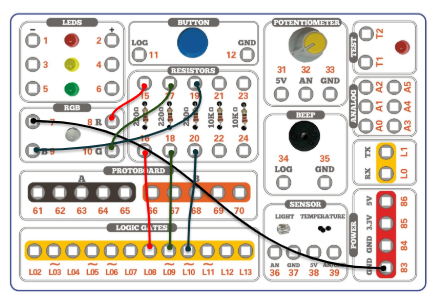 LEDS
BUTTON
POTENTIOMETER
TEST
− 1 2 +
3 4
5 6
LOG 11
12 GND
31 32 33
5V AN GND
T2
T1
RESISTORS
15 17 19 21 23
220Ω 220Ω 220Ω 10KΩ 10KΩ
16 18 20 22 24
ANALOG
A2 A5
A1 A4
A0 A3
RGB
7 8 R
B 9 10 G
BEEP
34 35
LOG GND
TX L1
RX L0
PROTOBOARD
A B
61 62 63 64 65 66 67 68 69 70
SENSOR
LIGHT TEMPERATURE
AN GND 5V AN
36 37 38 39
POWER
5V 86
3.3V 85
GND 84
GND 83
LOGIC GATES
~ ~ ~ ~ ~ ~
L02 L03 L04 L05 L06 L07 L08 L09 L10 L11 L12 L13